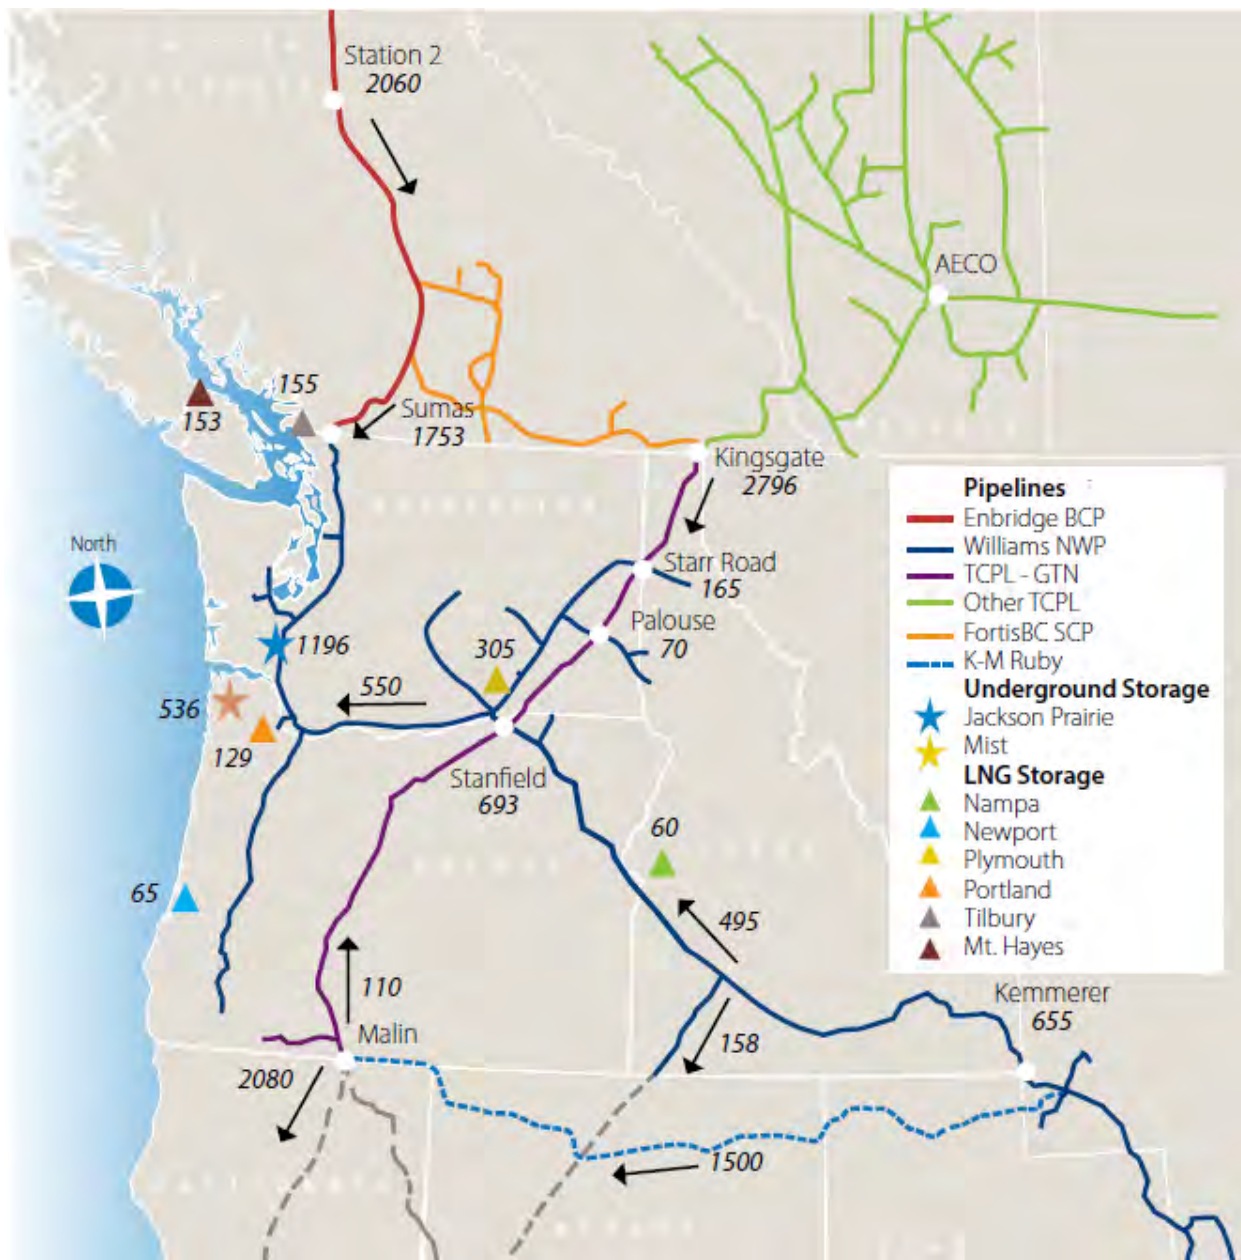 Station 2
2060
AECO
155
153
Sumas
1753
Kingsgate
2796
North
Starr Road
165
Palouse
70
1196
305
550
536
129
Stanfield
693
60
65
495
110
Malin
158
Kemmerer
655
2080
1500
Pipelines
Enbridge BCP
Williams NWP
TCPL - GTN
Other TCPL
FortisBC SCP
K-M Ruby
Underground Storage
Jackson Prairie
Mist
LNG Storage
Nampa
Newport
Plymouth
Portland
Tilbury
Mt. Hayes